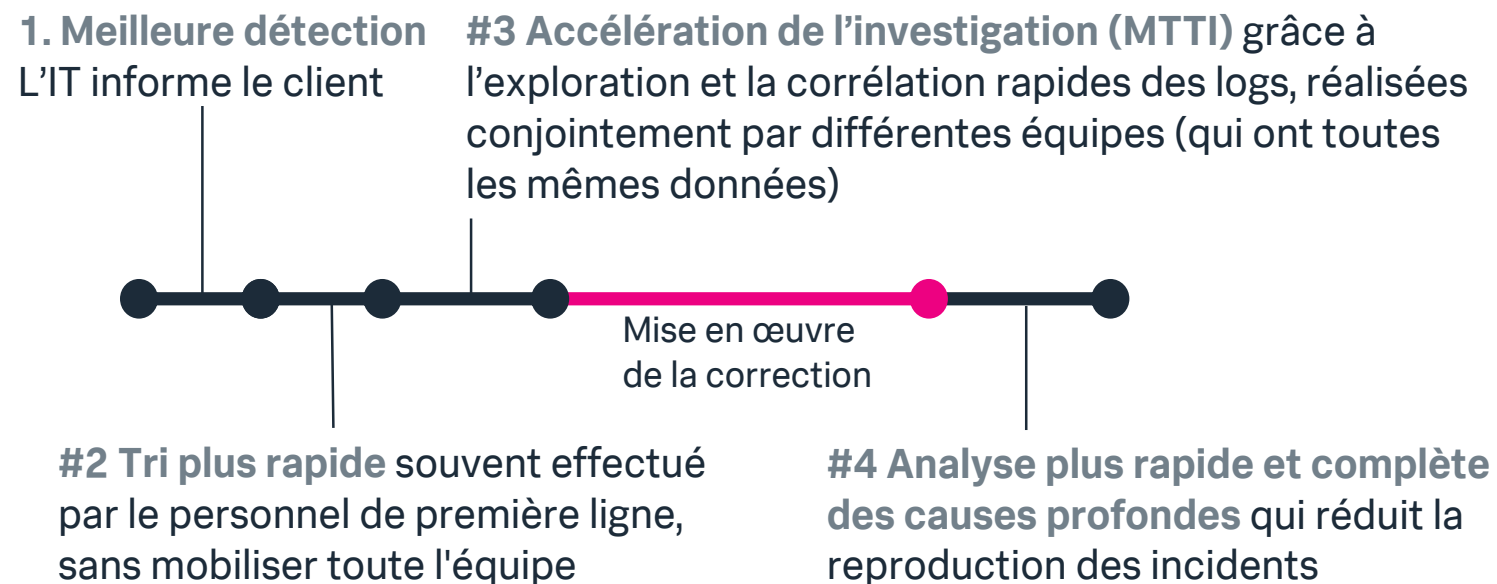 1. Meilleure détection
L’IT informe le client
#3 Accélération de l’investigation (MTTI) grâce à
l’exploration et la corrélation rapides des logs, réalisées
conjointement par différentes équipes (qui ont toutes
les mêmes données)
Mise en œuvre
de la correction
#2 Tri plus rapide souvent effectué
par le personnel de première ligne,
sans mobiliser toute l'équipe
#4 Analyse plus rapide et complète
des causes profondes qui réduit la
reproduction des incidents